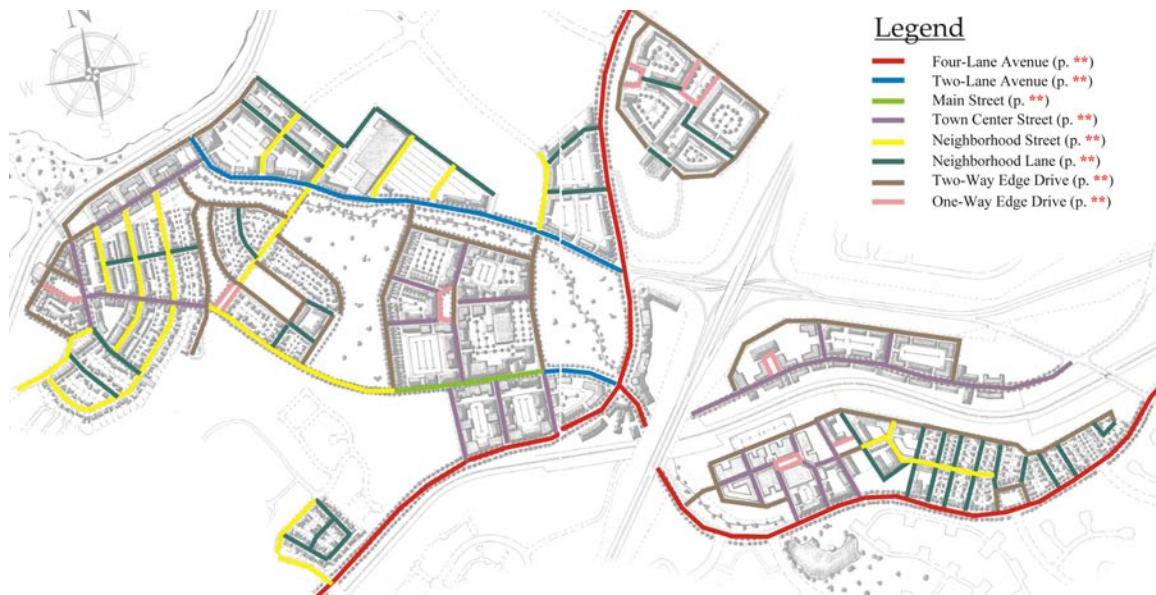 N
W
E
S
Legend
Four-Lane Avenue (p. **)
Two-Lane Avenue (p. **)
Main Street (p. **)
Town Center Street (p. **)
Neighborhood Street (p. **)
Neighborhood Lane (p. **)
Two-Way Edge Drive (p. **)
One-Way Edge Drive (p. **)